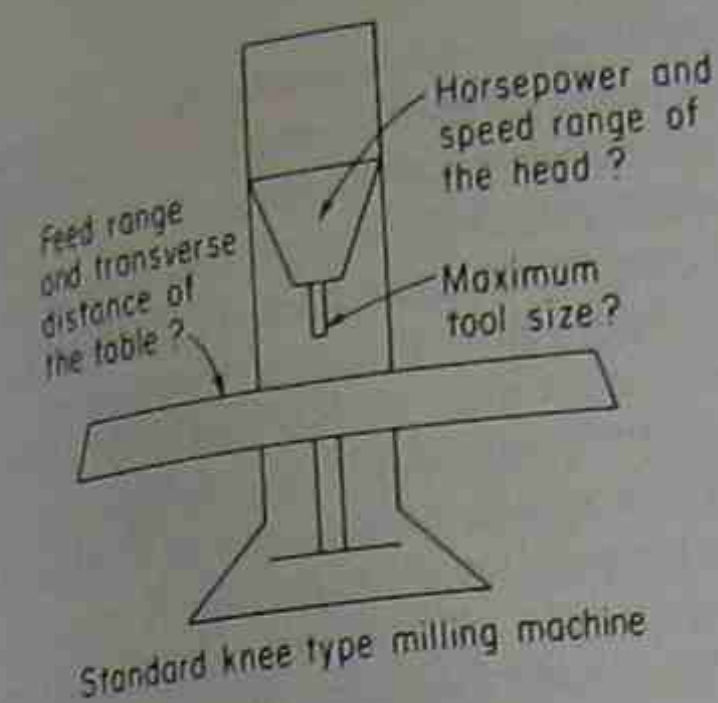 Horsepower and
speed range of
the head ?
Feed range
and transverse
distance of
the table ?
Maximum
tool size ?
Standard knee type milling machine